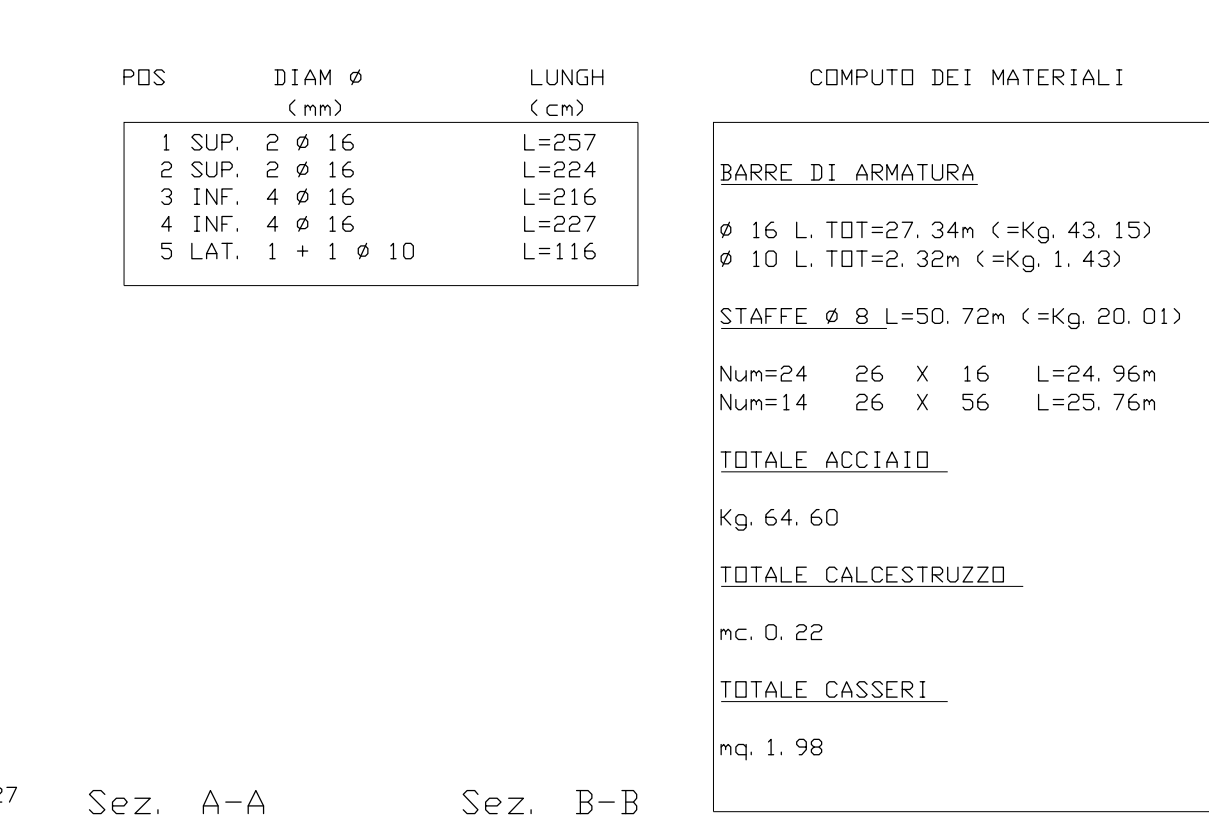 POS DIAM ø LUNGH
(mm) (cm)
1 SUP. 2 ø 16 L=257
2 SUP. 2 ø 16 L=224
3 INF. 4 ø 16 L=216
4 INF. 4 ø 16 L=227
5 LAT. 1 + 1 ø 10 L=116
COMPUTO DEI MATERIALI
BARRE DI ARMATURA
ø 16 L. TOT=27.34m (=Kg. 43.15)
ø 10 L. TOT=2.32m (=Kg. 1.43)
STAFFE ø 8 L=50.72m (=Kg. 20.01)
Num=24 26 X 16 L=24.96m
Num=14 26 X 56 L=25.76m
TOTALE ACCIAIO
Kg. 64.60
TOTALE CALCESTRUZZO
mc. 0.22
TOTALE CASSERI
mq. 1.98
Sez. A-A Sez. B-B